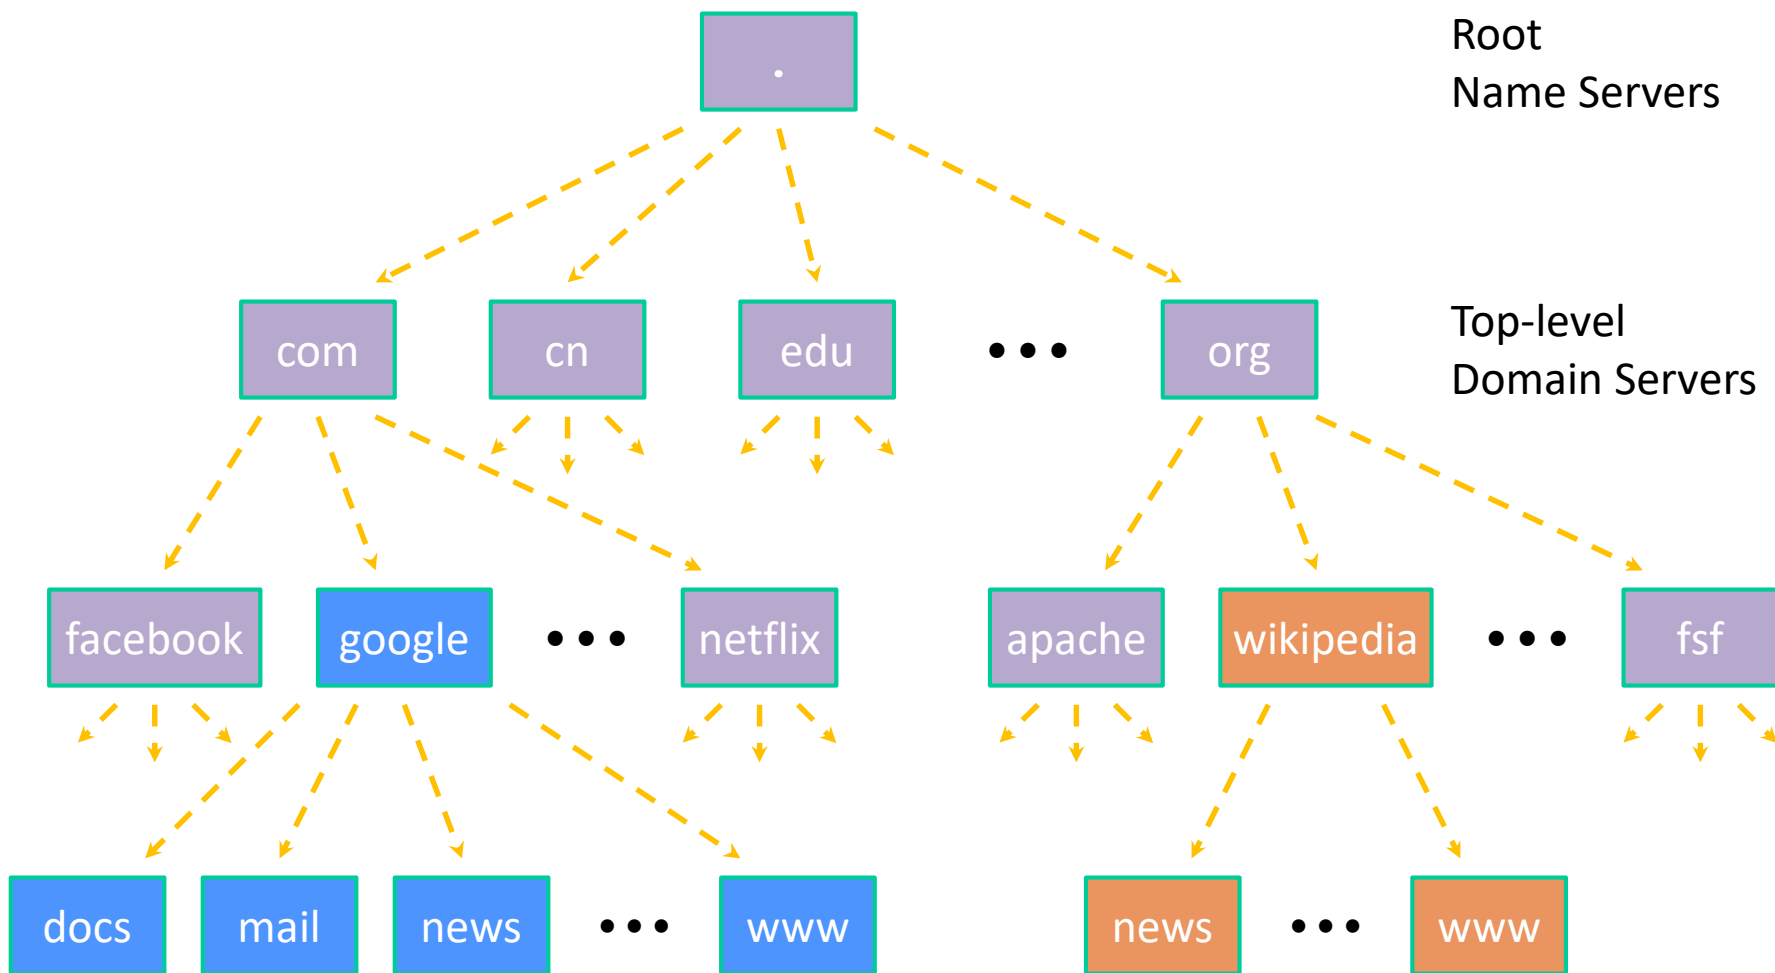 .
Root
Name Servers
com
cn
edu
•••
org
Top-level
Domain Servers
facebook
google
•••
netflix
apache
wikipedia
•••
fsf
docs
mail
news
•••
www
news
•••
www